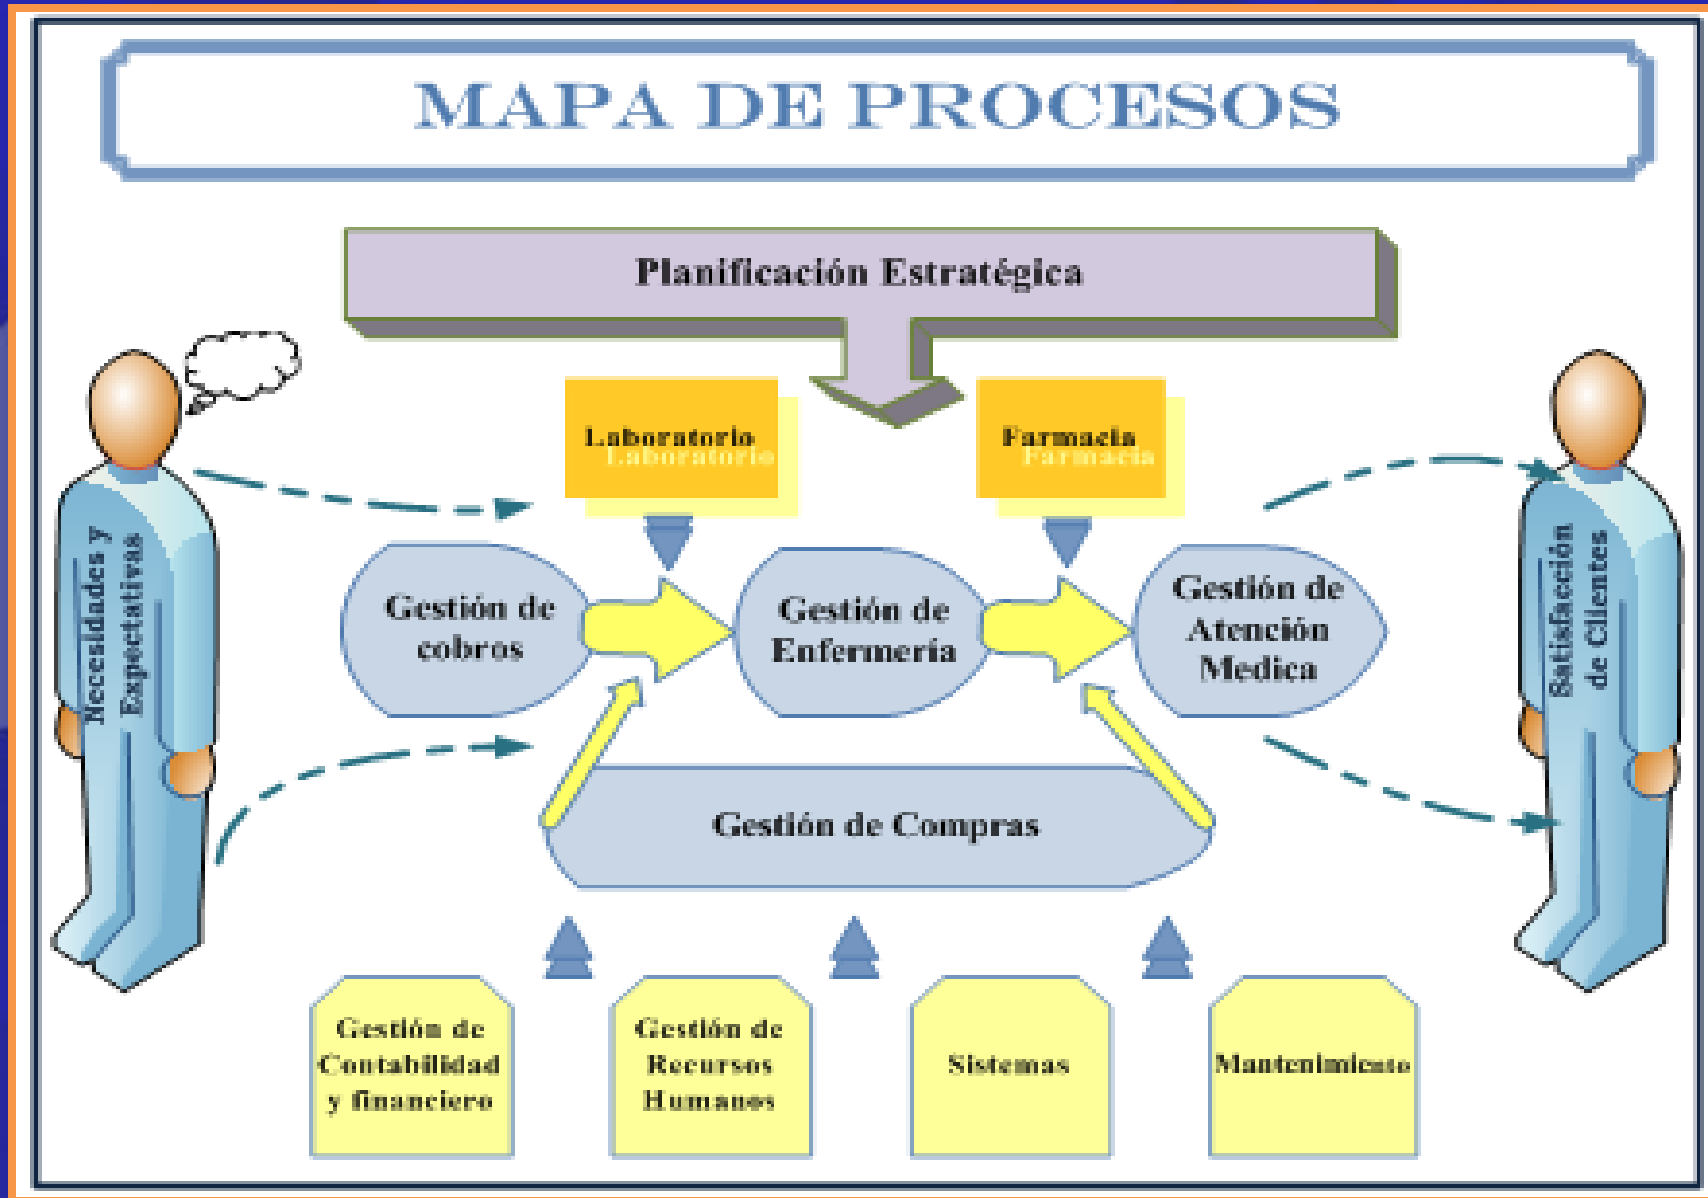 MAPA DE PROCESOS
Planificación Estratégica
Laboratorio
Laboratorio
Farmacia
Farmacia
Necesidades y
Expectativas
Gestión de
cobros
Gestión de
Enfermería
Gestión de
Atención
Medica
Satisfacción
de Clientes
Gestión de Compras
Gestión de
Contabilidad
y financiero
Gestión de
Recursos
Humanos
Sistemas
Mantenimiento